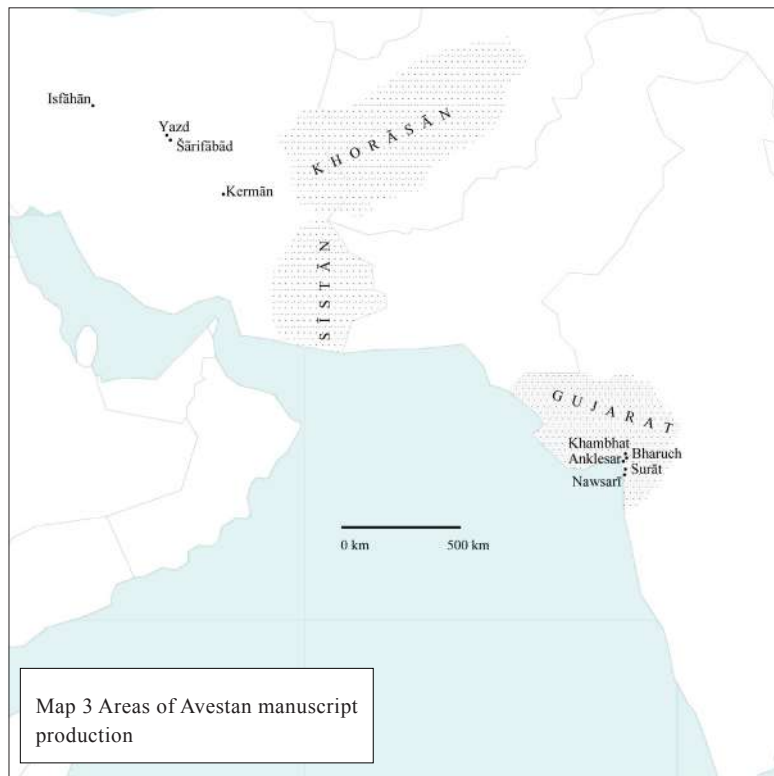 Isfāhān
Yazd
Šārifābād
Kermān
KHORĀSĀN
SĪSTĀN
GUJARAT
Khambhat
Bharuch
Anklesar
Surāt
Nawsarī
0 km 500 km
Map 3 Areas of Avestan manuscript
production